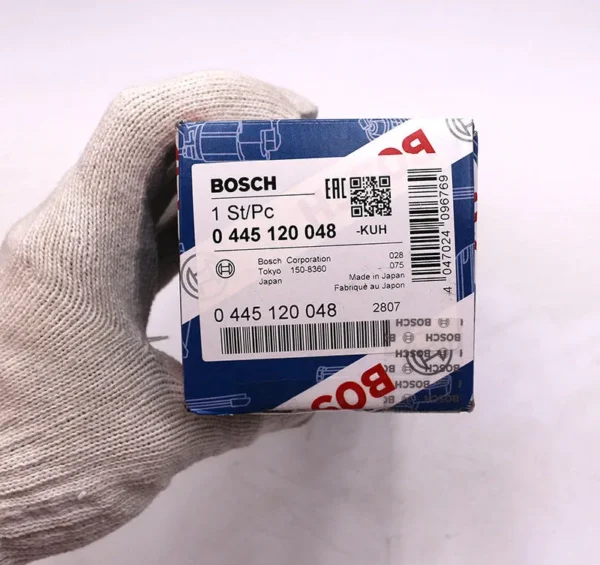 BOSCH
EAC
1 St/Pc
0 445 120 048 -KUH
Bosch Corporation 028
Tokyo 150-8360 075
Japan Made in Japan
Fabriqué au Japon
0 445 120 048 2807
4 047024 096769
BOSCH
BOSCH
BOSCH
BOSCH